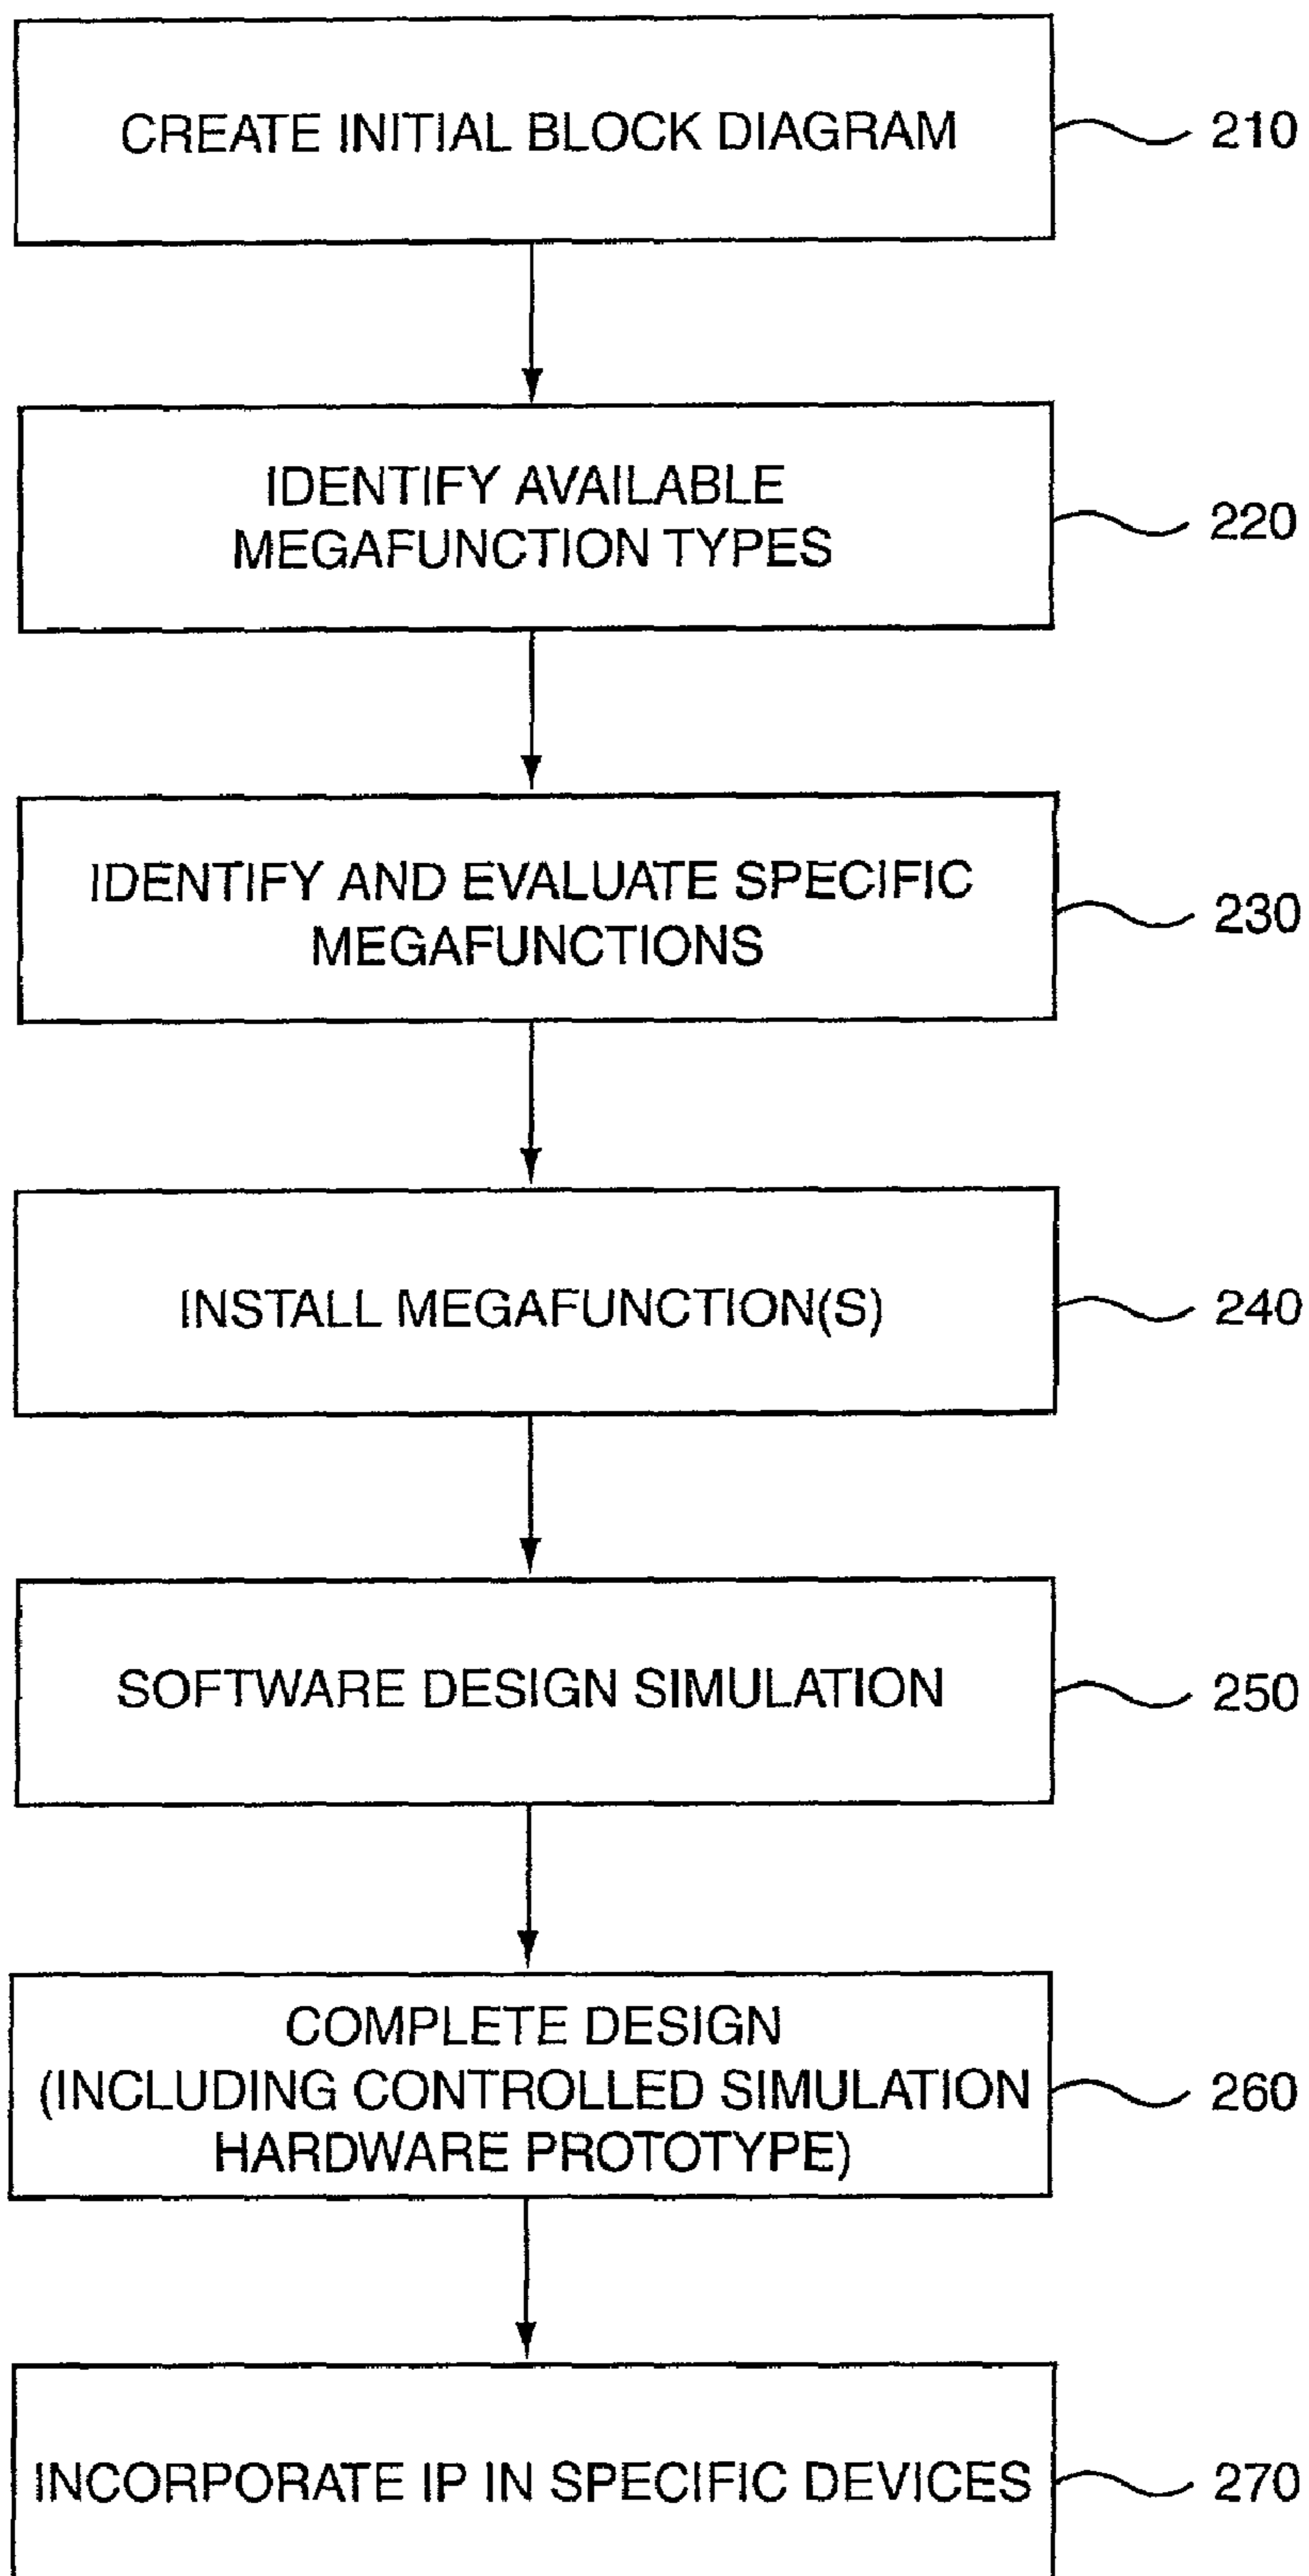 CREATE INITIAL BLOCK DIAGRAM
210
IDENTIFY AVAILABLE
MEGAFUNCTION TYPES
220
IDENTIFY AND EVALUATE SPECIFIC
MEGAFUNCTIONS
230
INSTALL MEGAFUNCTION(S)
240
SOFTWARE DESIGN SIMULATION
250
COMPLETE DESIGN
(INCLUDING CONTROLLED SIMULATION
HARDWARE PROTOTYPE)
260
INCORPORATE IP IN SPECIFIC DEVICES
270